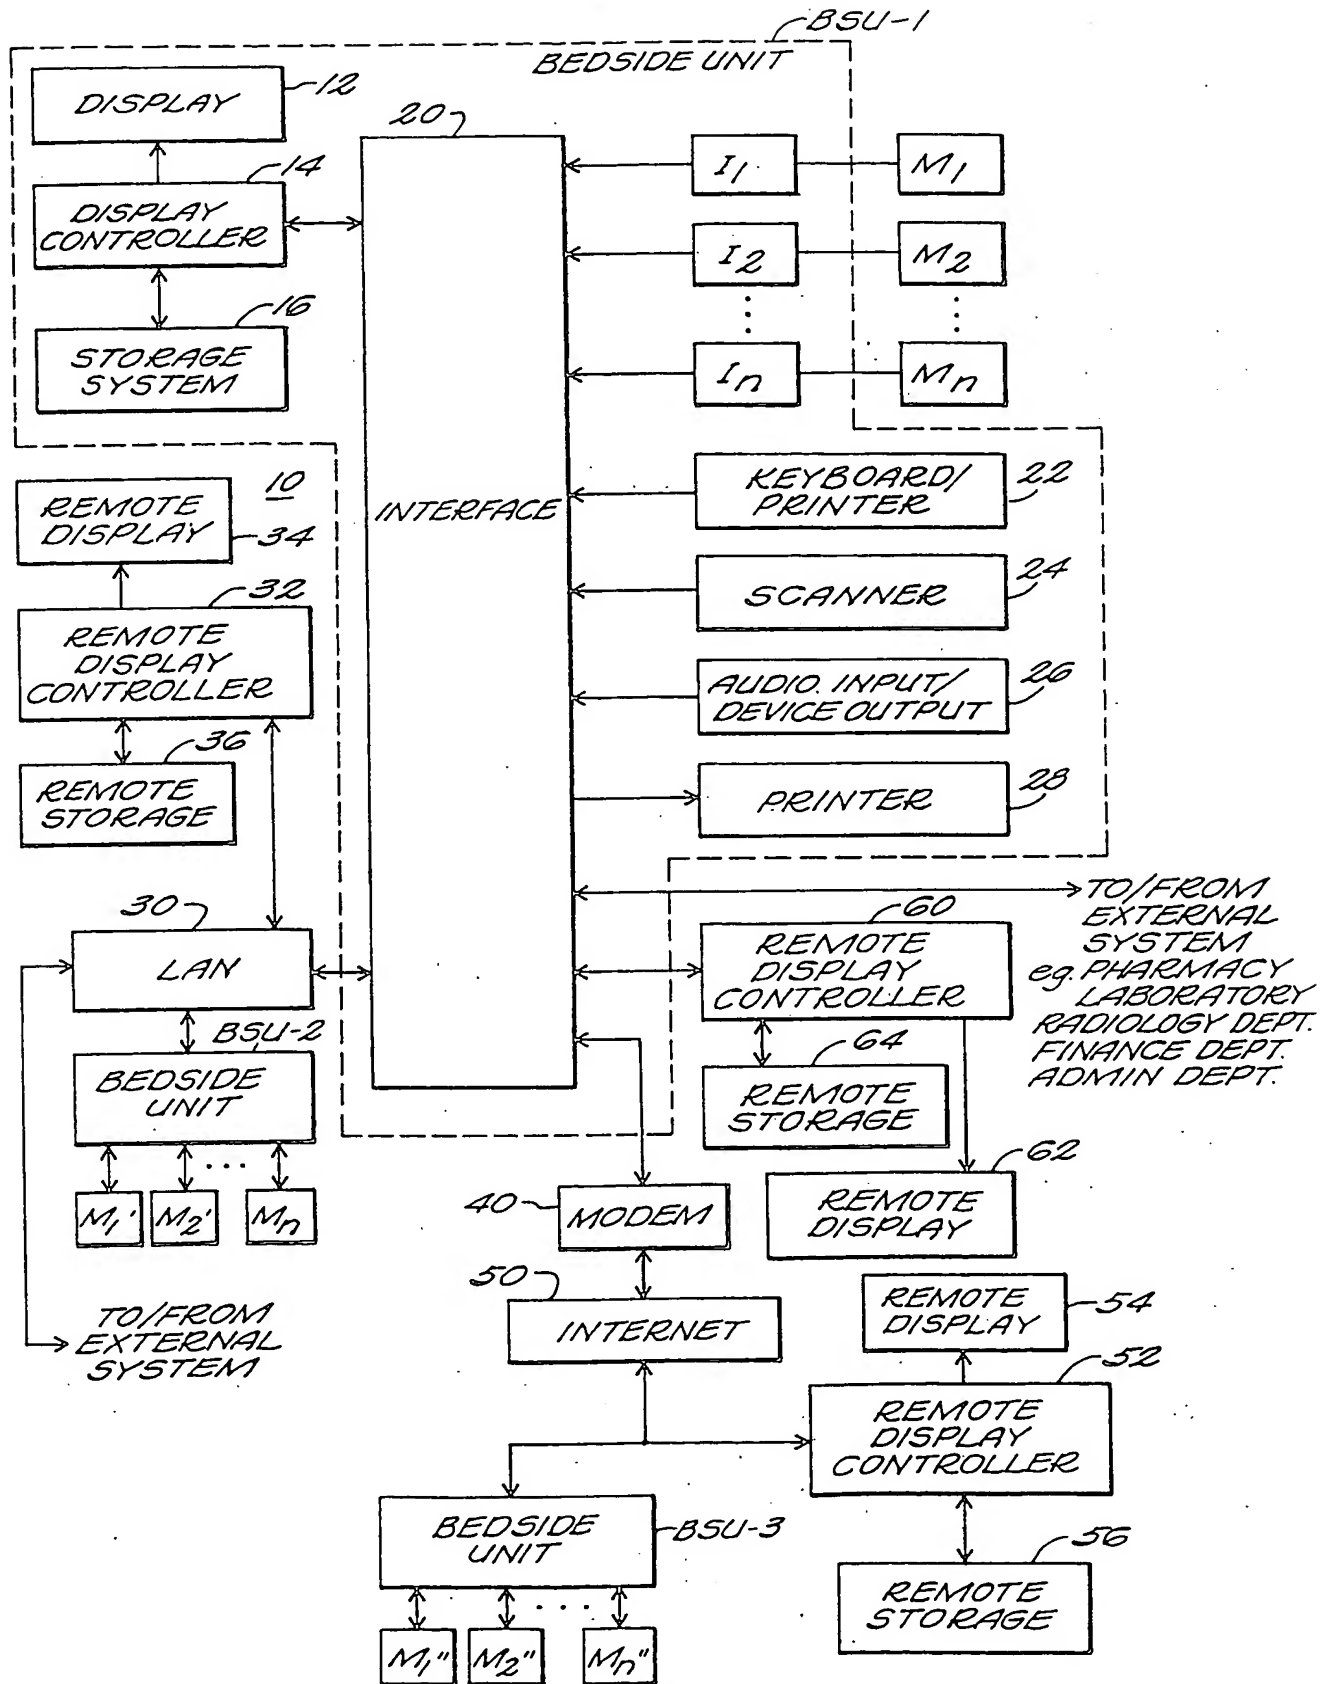 BSU-1
BEDSIDE UNIT
DISPLAY
12
20
14
DISPLAY
CONTROLLER
16
STORAGE
SYSTEM
I1
M1
I2
M2
In
Mn
INTERFACE
KEYBOARD/
PRINTER
22
SCANNER
24
AUDIO. INPUT/
DEVICE OUTPUT
26
PRINTER
28
10
REMOTE
DISPLAY
34
32
REMOTE
DISPLAY
CONTROLLER
36
REMOTE
STORAGE
30
LAN
BSU-2
BEDSIDE
UNIT
M1'
M2'
Mn
TO/FROM
EXTERNAL
SYSTEM
TO/FROM
EXTERNAL
SYSTEM
eg. PHARMACY
LABORATORY
RADIOLOGY DEPT.
FINANCE DEPT.
ADMIN DEPT.
60
REMOTE
DISPLAY
CONTROLLER
64
REMOTE
STORAGE
62
REMOTE
DISPLAY
40
MODEM
50
INTERNET
REMOTE
DISPLAY
54
52
REMOTE
DISPLAY
CONTROLLER
56
REMOTE
STORAGE
BEDSIDE
UNIT
BSU-3
M1"
M2"
Mn"